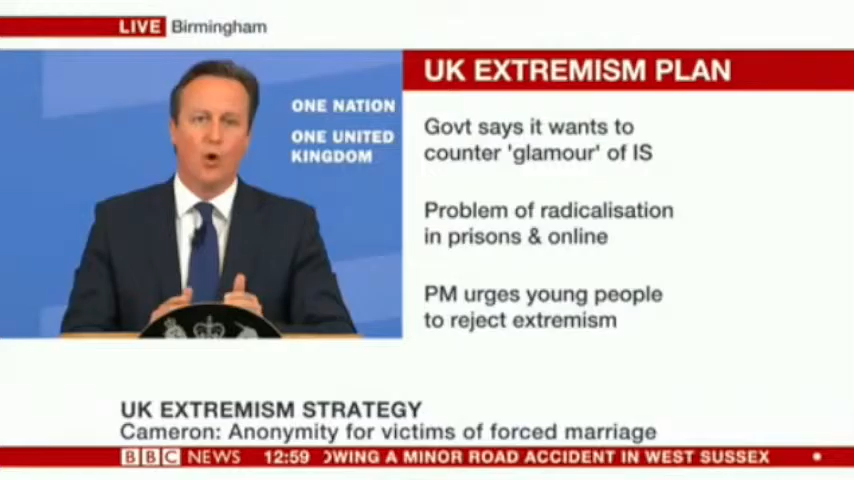 LIVE Birmingham
ONE NATION
ONE UNITED
KINGDOM
UK EXTREMISM PLAN
Govt says it wants to
counter 'glamour' of IS
Problem of radicalisation
in prisons & online
PM urges young people
to reject extremism
UK EXTREMISM STRATEGY
Cameron: Anonymity for victims of forced marriage
BBC NEWS 12:59 OWING A MINOR ROAD ACCIDENT IN WEST SUSSEX